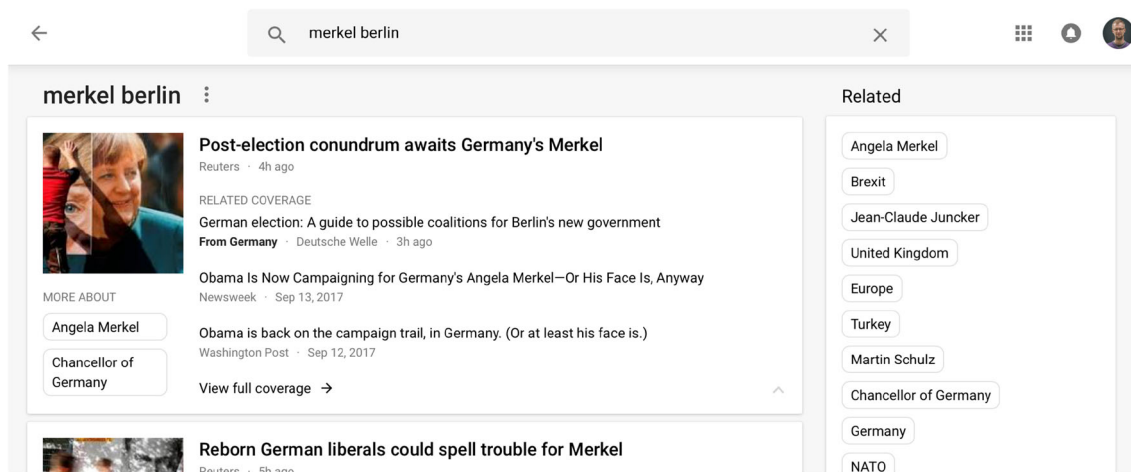 merkel berlin
merkel berlin
Post-election conundrum awaits Germany's Merkel
Reuters · 4h ago
RELATED COVERAGE
German election: A guide to possible coalitions for Berlin's new government
From Germany · Deutsche Welle · 3h ago
Obama Is Now Campaigning for Germany's Angela Merkel—Or His Face Is, Anyway
Newsweek · Sep 13, 2017
Obama is back on the campaign trail, in Germany. (Or at least his face is.)
Washington Post · Sep 12, 2017
View full coverage →
MORE ABOUT
Angela Merkel
Chancellor of
Germany
Reborn German liberals could spell trouble for Merkel
Reuters · 5h ago
Related
Angela Merkel
Brexit
Jean-Claude Juncker
United Kingdom
Europe
Turkey
Martin Schulz
Chancellor of Germany
Germany
NATO